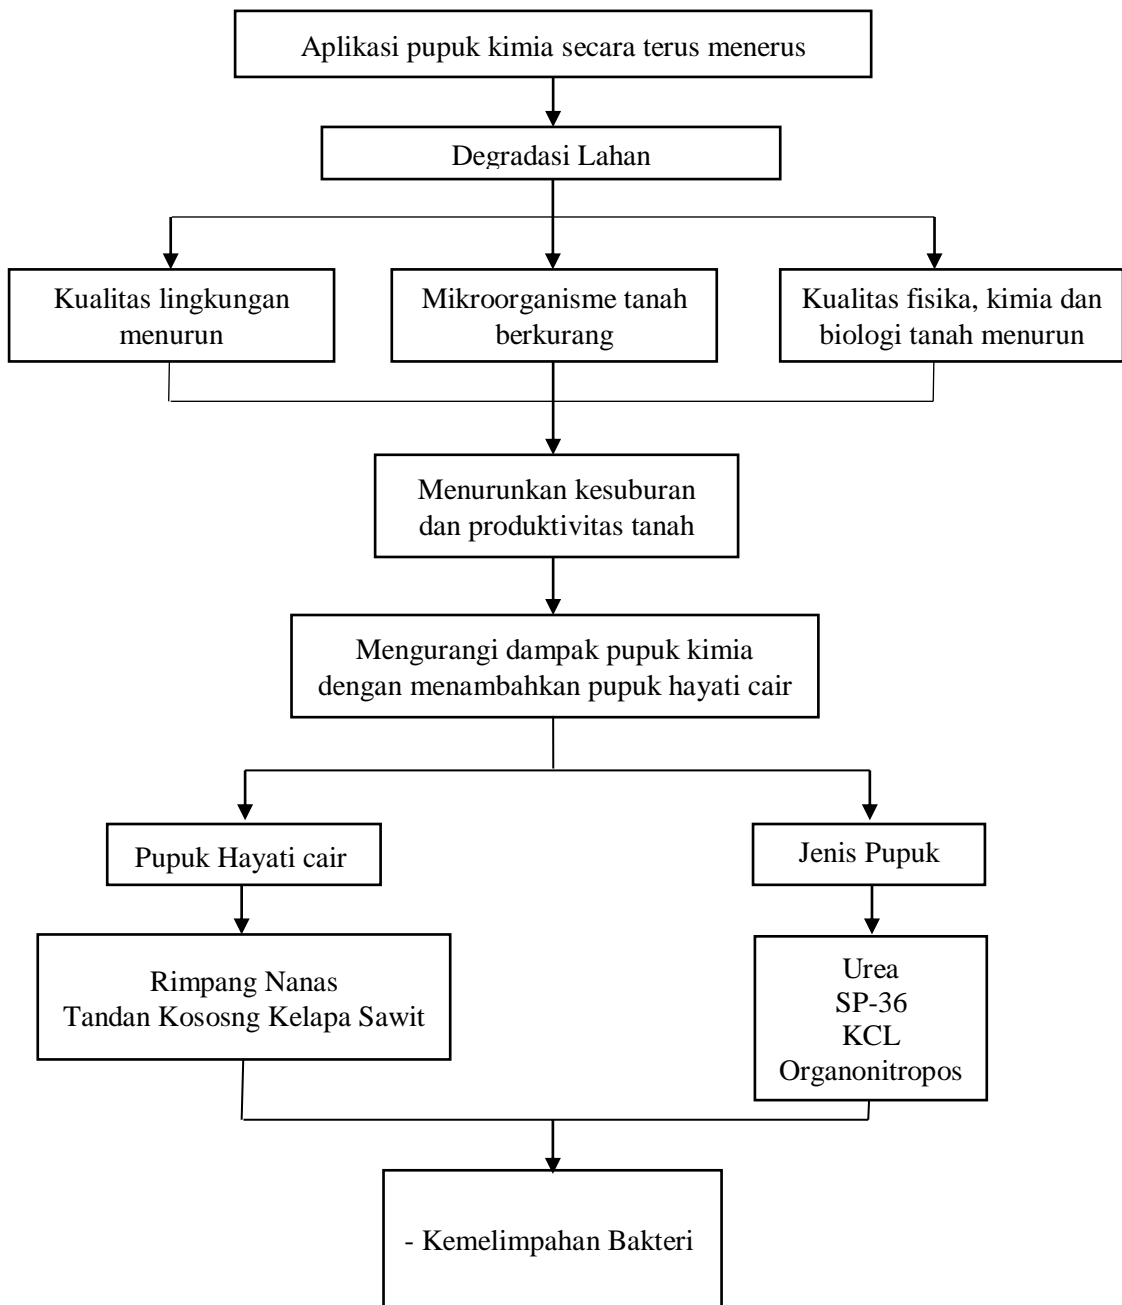 Aplikasi pupuk kimia secara terus menerus
Degradasi Lahan
Kualitas lingkungan
menurun
Mikroorganisme tanah
berkurang
Kualitas fisika, kimia dan
biologi tanah menurun
Menurunkan kesuburan
dan produktivitas tanah
Mengurangi dampak pupuk kimia
dengan menambahkan pupuk hayati cair
Pupuk Hayati cair
Jenis Pupuk
Rimpang Nanas
Tandan Kososng Kelapa Sawit
Urea
SP-36
KCL
Organonitropos
- Kemelimpahan Bakteri